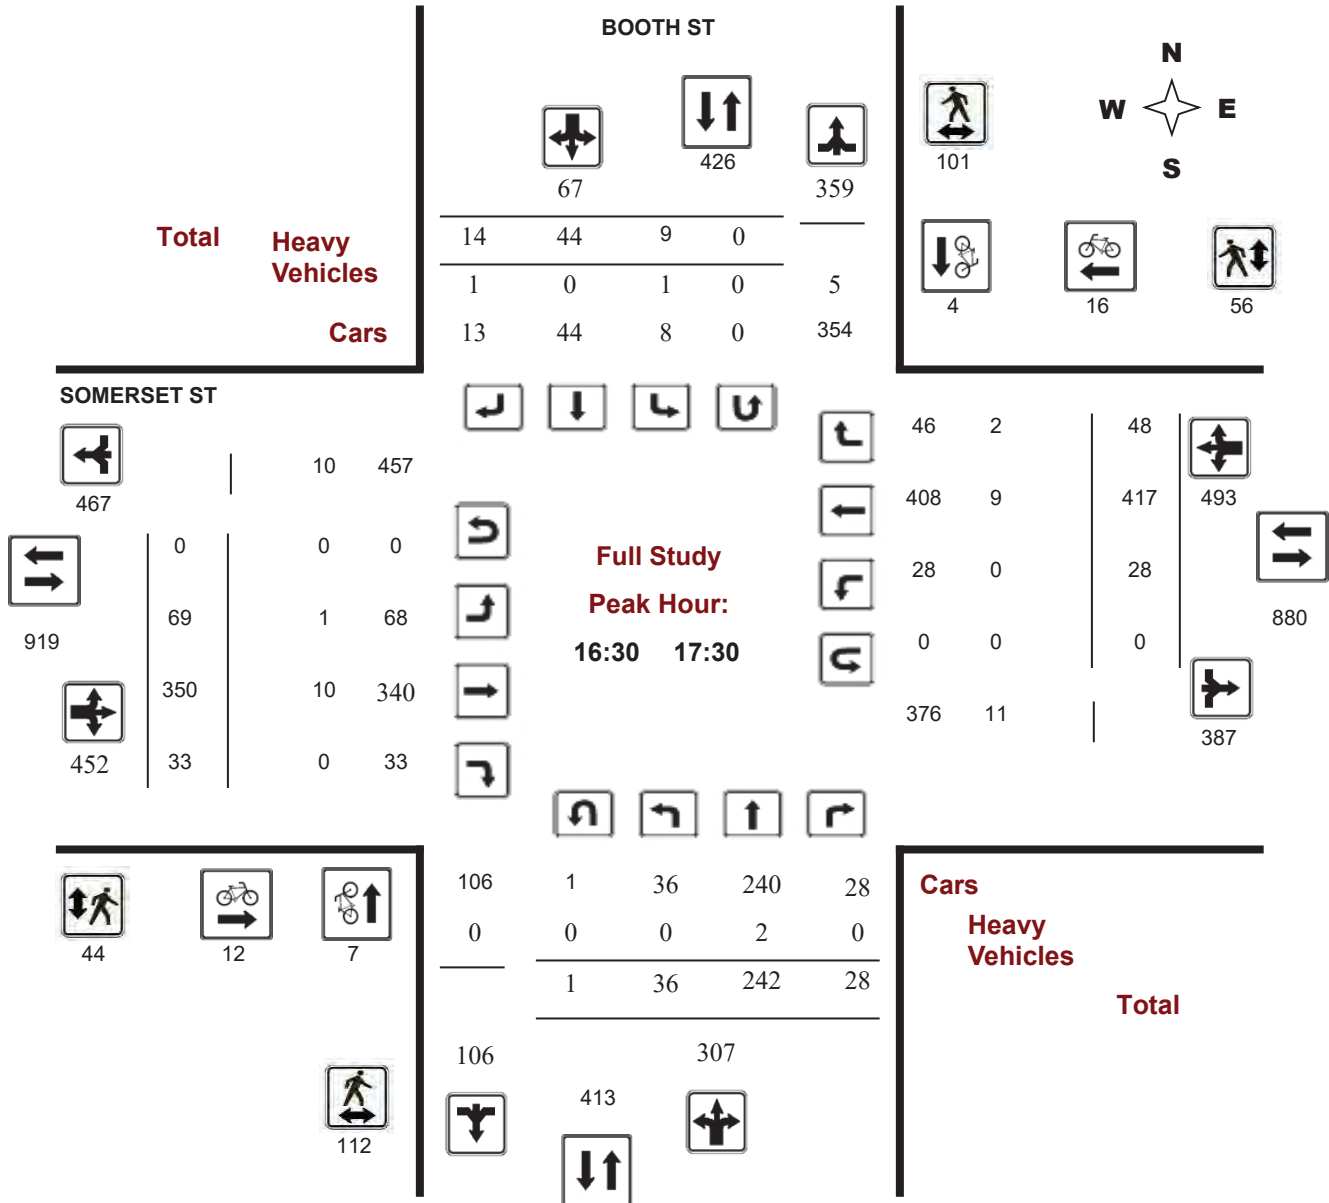 BOOTH ST
N
W E
S
426
101
67
359
Total
Heavy
Vehicles
Cars
14 44 9 0
1 0 1 0 5
13 44 8 0 354
4 16 56
SOMERSET ST
10 457
467
0 0 0
69 1 68
919
350 10 340
452
33 0 33
Full Study
Peak Hour:
16:30 17:30
46 2 48
408 9 417
493
28 0 28
880
0 0 0
376 11
387
106 1 36 240 28
0 0 0 2 0
1 36 242 28
Cars
Heavy
Vehicles
Total
44 12 7
106
307
413
112